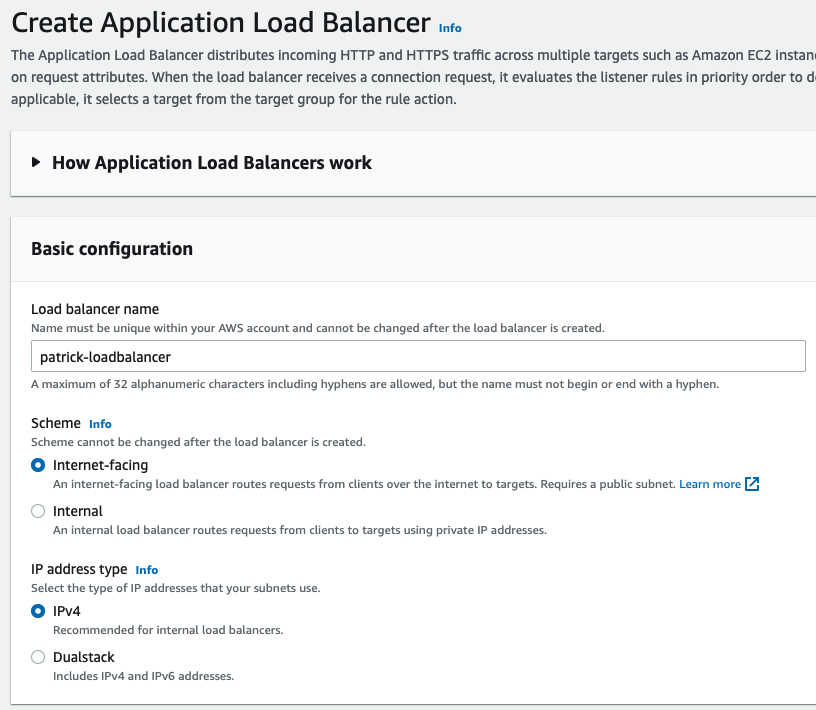 Create Application Load Balancer Info
The Application Load Balancer distributes incoming HTTP and HTTPS traffic across multiple targets such as Amazon EC2
on request attributes. When the load balancer receives a connection request, it evaluates the listener rules in priority order to
applicable, it selects a target from the target group for the rule action.
How Application Load Balancers work
Basic configuration
Load balancer name
Name must be unique within your AWS account and cannot be changed after the load balancer is created.
patrick-loadbalancer
A maximum of 32 alphanumeric characters including hyphens are allowed, but the name must not begin or end with a hyphen.
Scheme Info
Scheme cannot be changed after the load balancer is created.
Internet-facing
An internet-facing load balancer routes requests from clients over the internet to targets. Requires a public subnet. Learn more
Internal
An internal load balancer routes requests from clients to targets using private IP addresses.
IP address type Info
Select the type of IP addresses that your subnets use.
IPv4
Recommended for internal load balancers.
Dualstack
Includes IPv4 and IPv6 addresses.